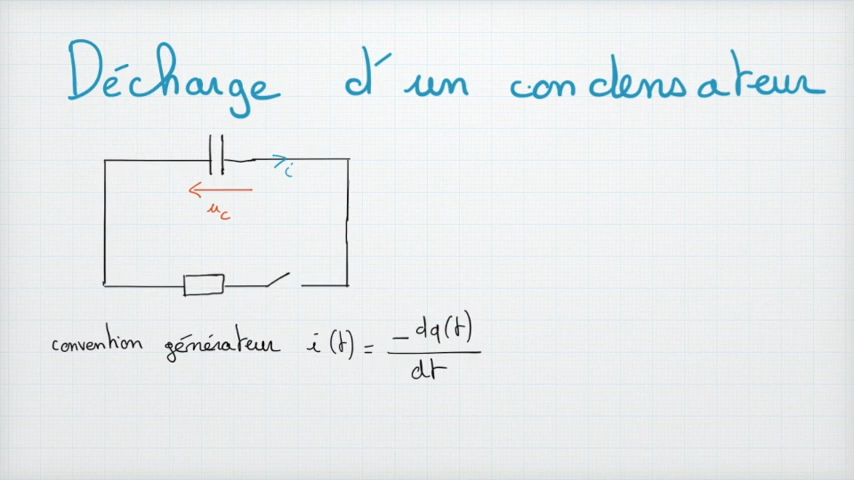 Décharge d'un condensateur
i
u_c
convention générateur i(t) = -dq(t)
dt